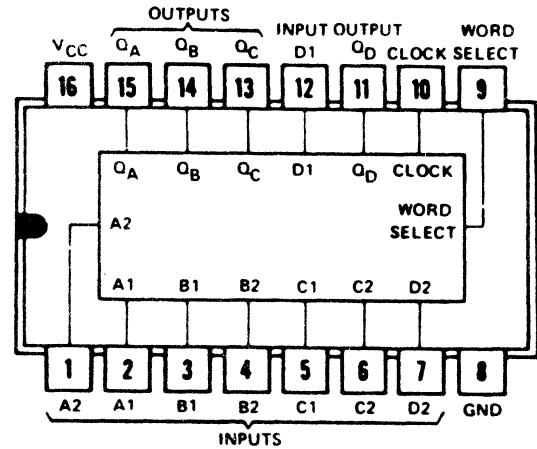 OUTPUTS
INPUT OUTPUT
WORD
VCC QA QB QC D1 QD CLOCK SELECT
16 15 14 13 12 11 10 9
QA QB QC D1 QD CLOCK
A2
WORD
SELECT
A1 B1 B2 C1 C2 D2
1 2 3 4 5 6 7 8
A2 A1 B1 B2 C1 C2 D2 GND
INPUTS